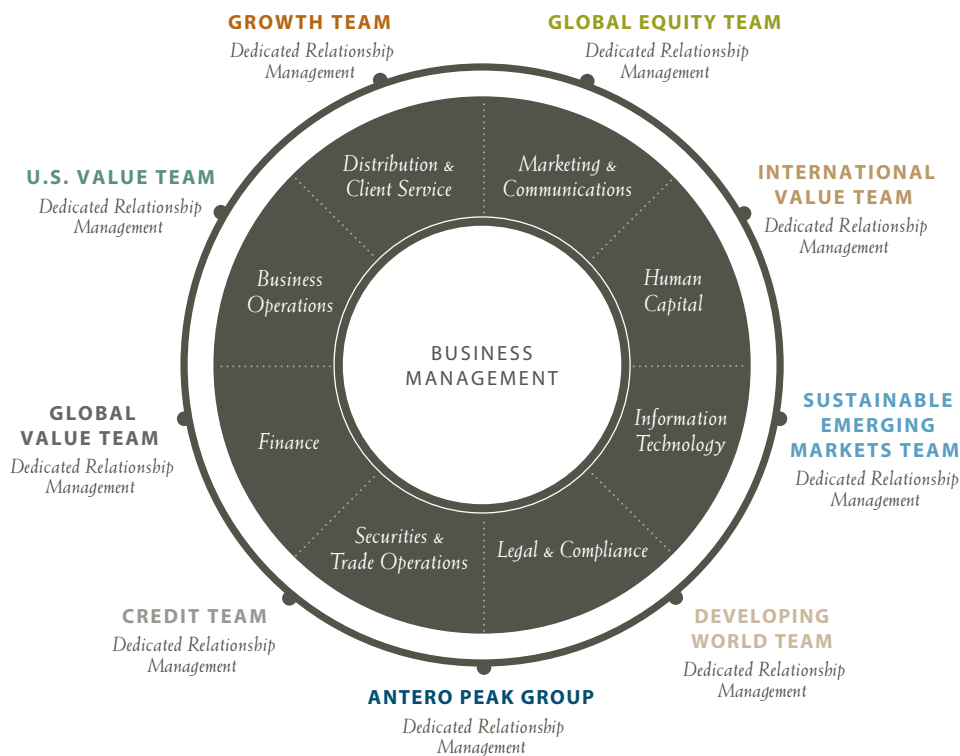 GROWTH TEAM
Dedicated Relationship
Management
GLOBAL EQUITY TEAM
Dedicated Relationship
Management
U.S. VALUE TEAM
Dedicated Relationship
Management
INTERNATIONAL
VALUE TEAM
Dedicated Relationship
Management
Distribution &
Client Service
Marketing &
Communications
Business
Operations
Human
Capital
BUSINESS
MANAGEMENT
GLOBAL
VALUE TEAM
Dedicated Relationship
Management
Finance
Information
Technology
SUSTAINABLE
EMERGING
MARKETS TEAM
Dedicated Relationship
Management
Securities &
Trade Operations
Legal & Compliance
CREDIT TEAM
Dedicated Relationship
Management
DEVELOPING
WORLD TEAM
Dedicated Relationship
Management
ANTERO PEAK GROUP
Dedicated Relationship
Management